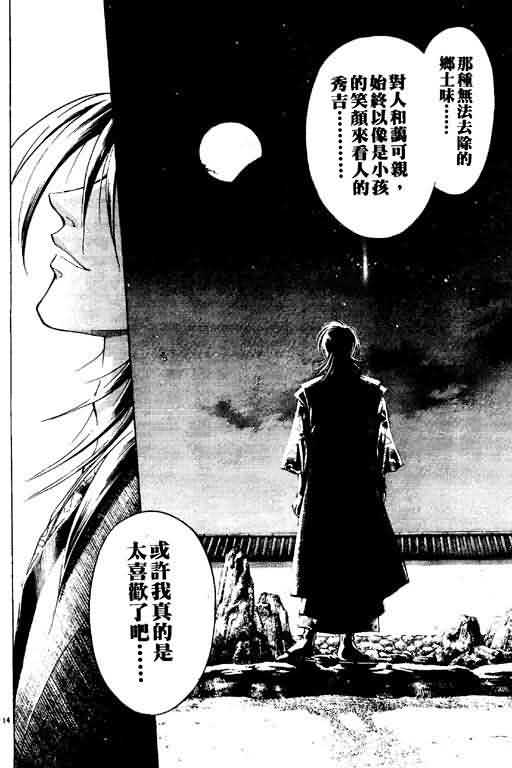 那種無法去除的
鄉土味……
對人和藹可親，
始終以像是小孩
的笑顏來看人的
秀吉…………
或許我真的是
太喜歡了吧……
14